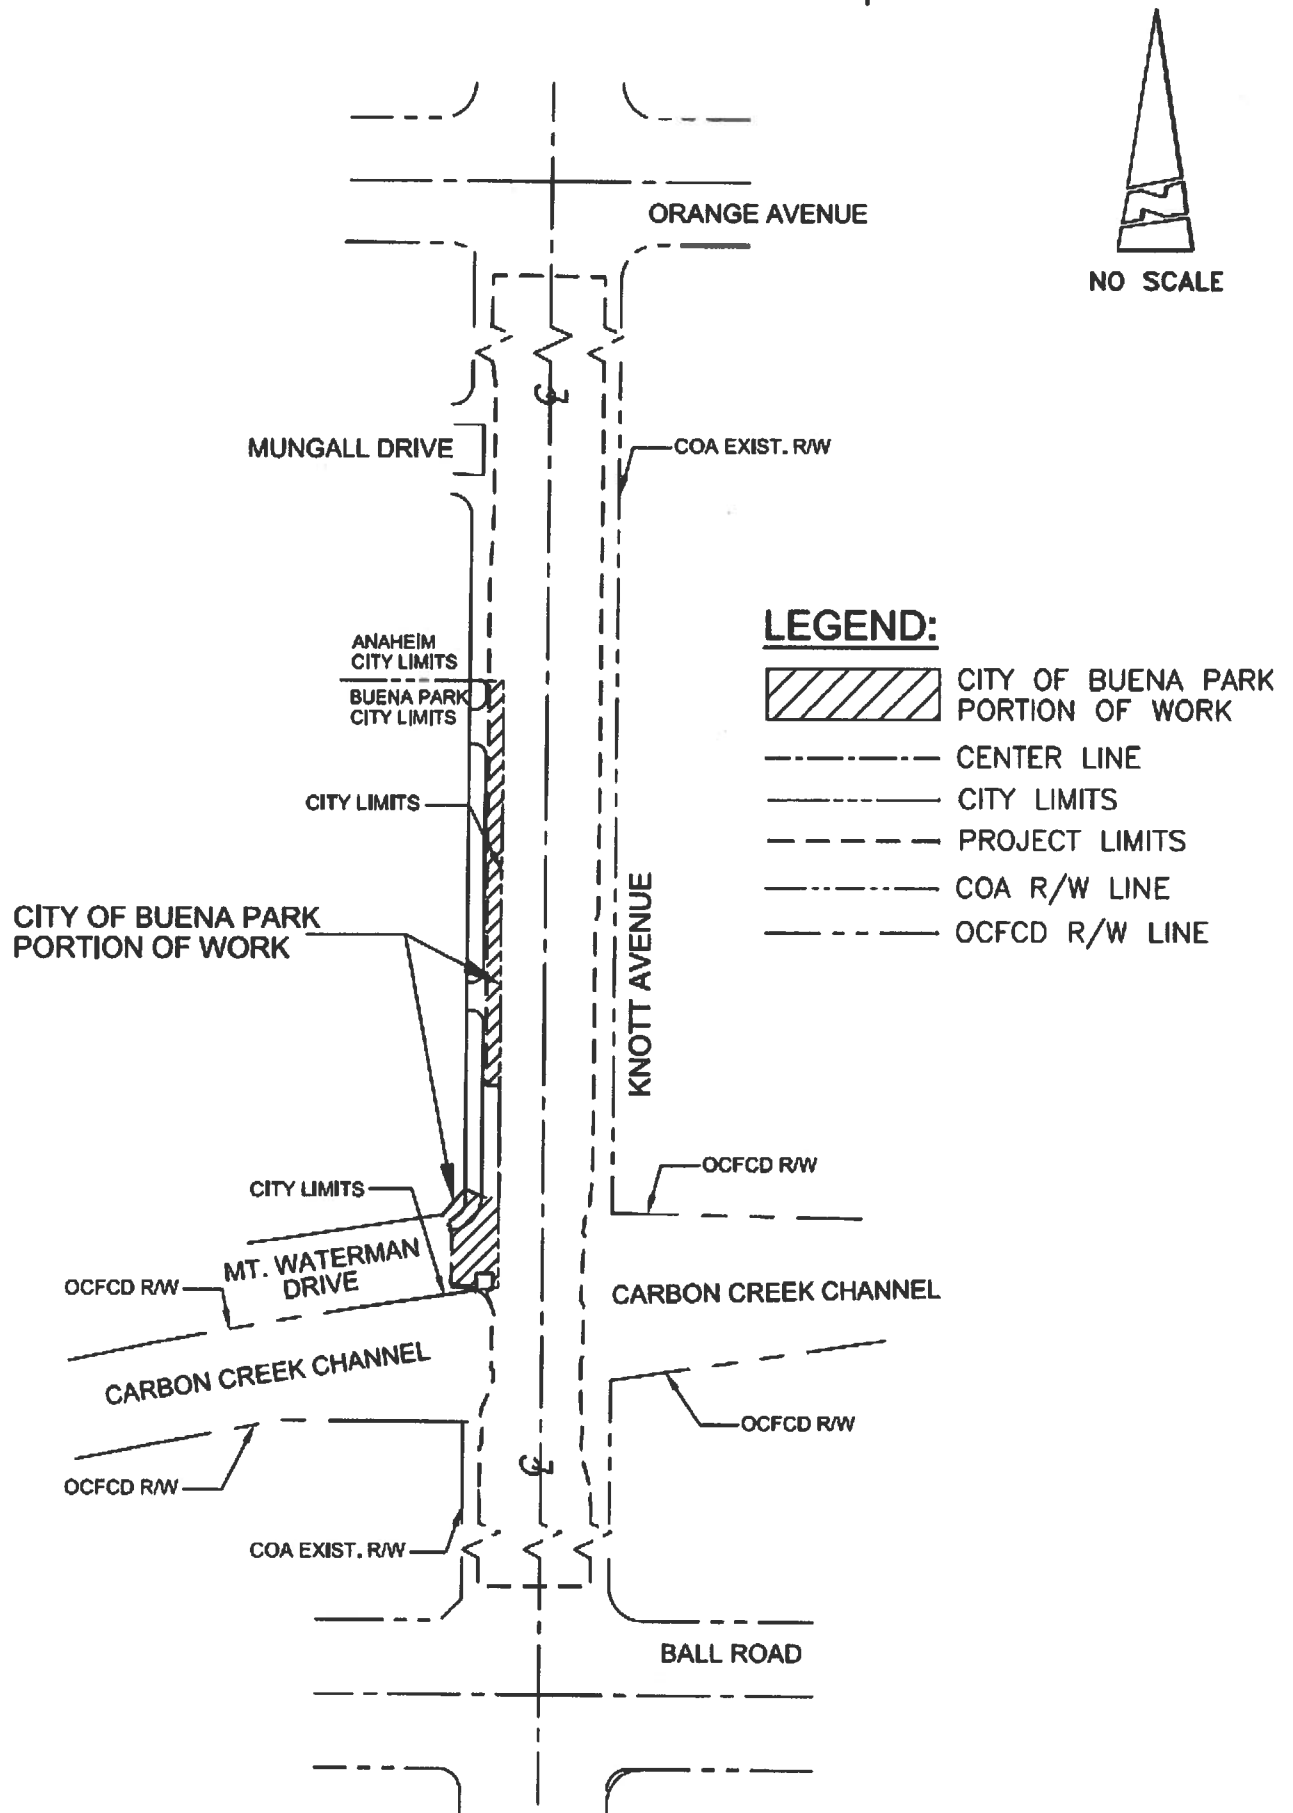 ORANGE AVENUE
NO SCALE
MUNGALL DRIVE
COA EXIST. R/W
LEGEND:
CITY OF BUENA PARK
PORTION OF WORK
CENTER LINE
CITY LIMITS
PROJECT LIMITS
COA R/W LINE
OCFCD R/W LINE
ANAHEIM
CITY LIMITS
BUENA PARK
CITY LIMITS
CITY LIMITS
CITY OF BUENA PARK
PORTION OF WORK
KNOTT AVENUE
OCFCD R/W
CITY LIMITS
MT. WATERMAN
DRIVE
OCFCD R/W
CARBON CREEK CHANNEL
CARBON CREEK CHANNEL
OCFCD R/W
OCFCD R/W
COA EXIST. R/W
BALL ROAD